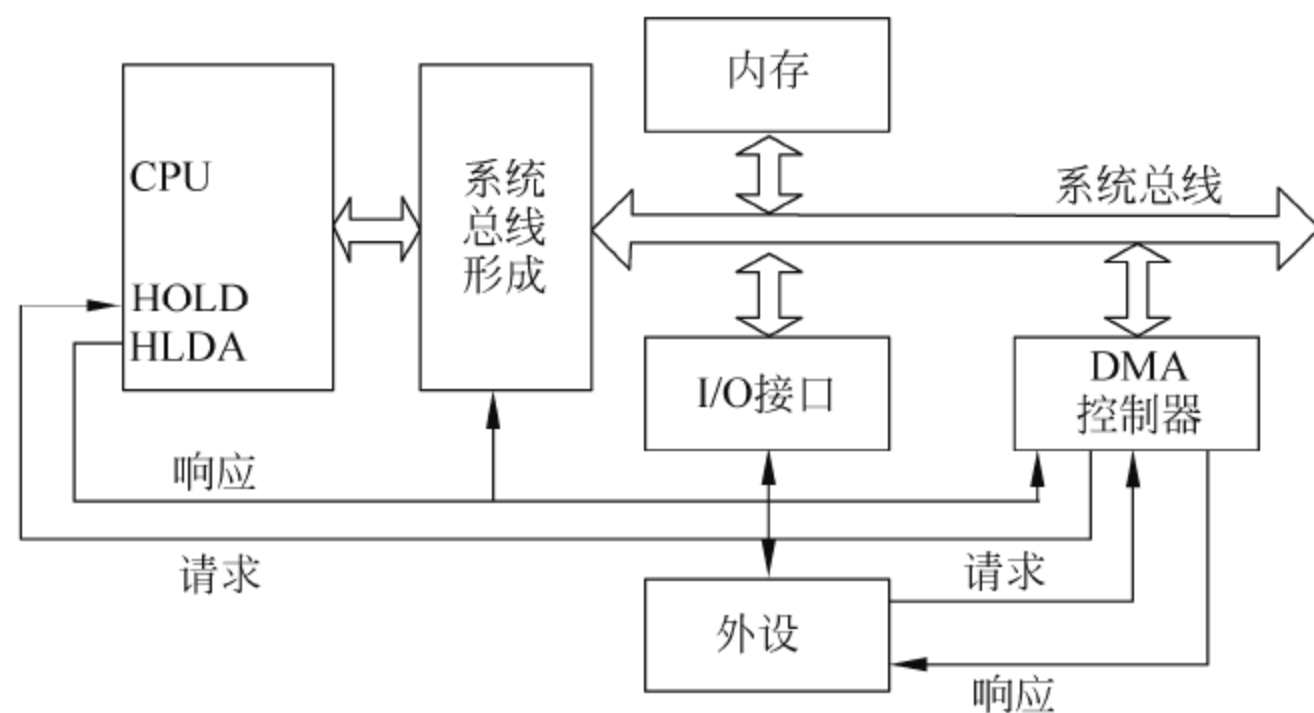 内存
CPU
系统
总线
形成
系统总线
HOLD
HLDA
I/O接口
DMA
控制器
响应
请求
请求
外设
响应